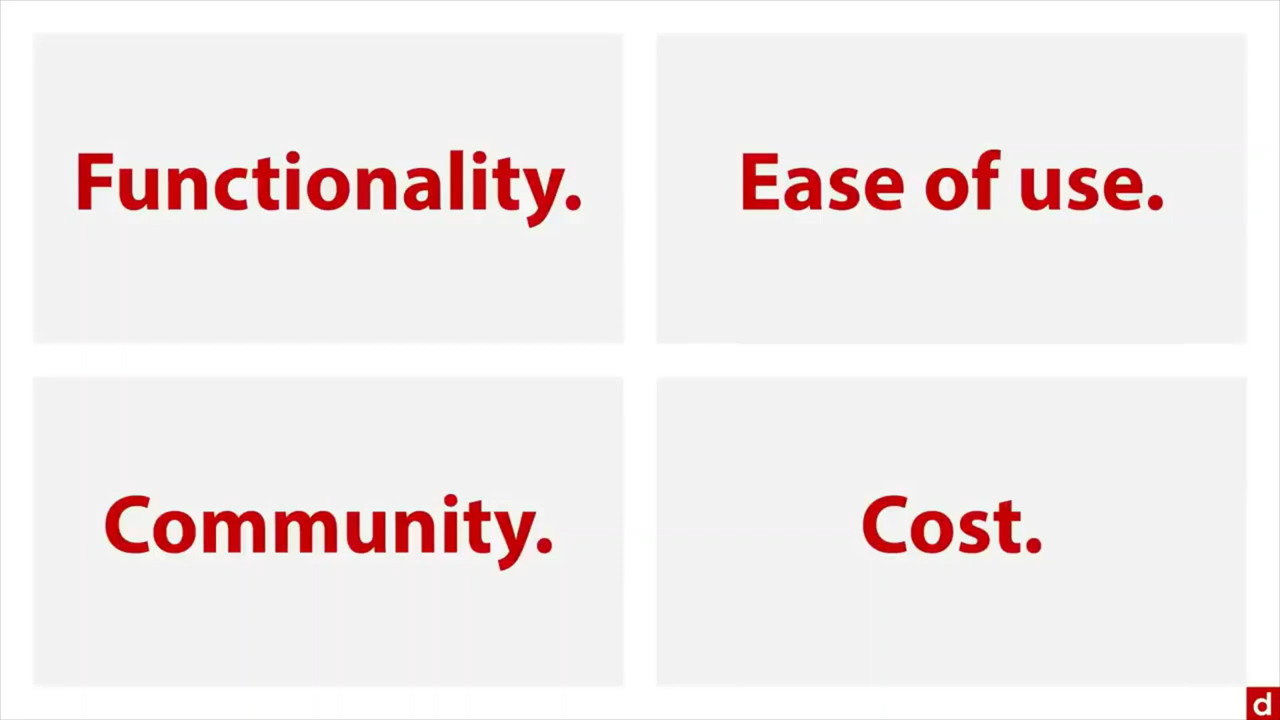 Functionality.
Ease of use.
Community.
Cost.
d